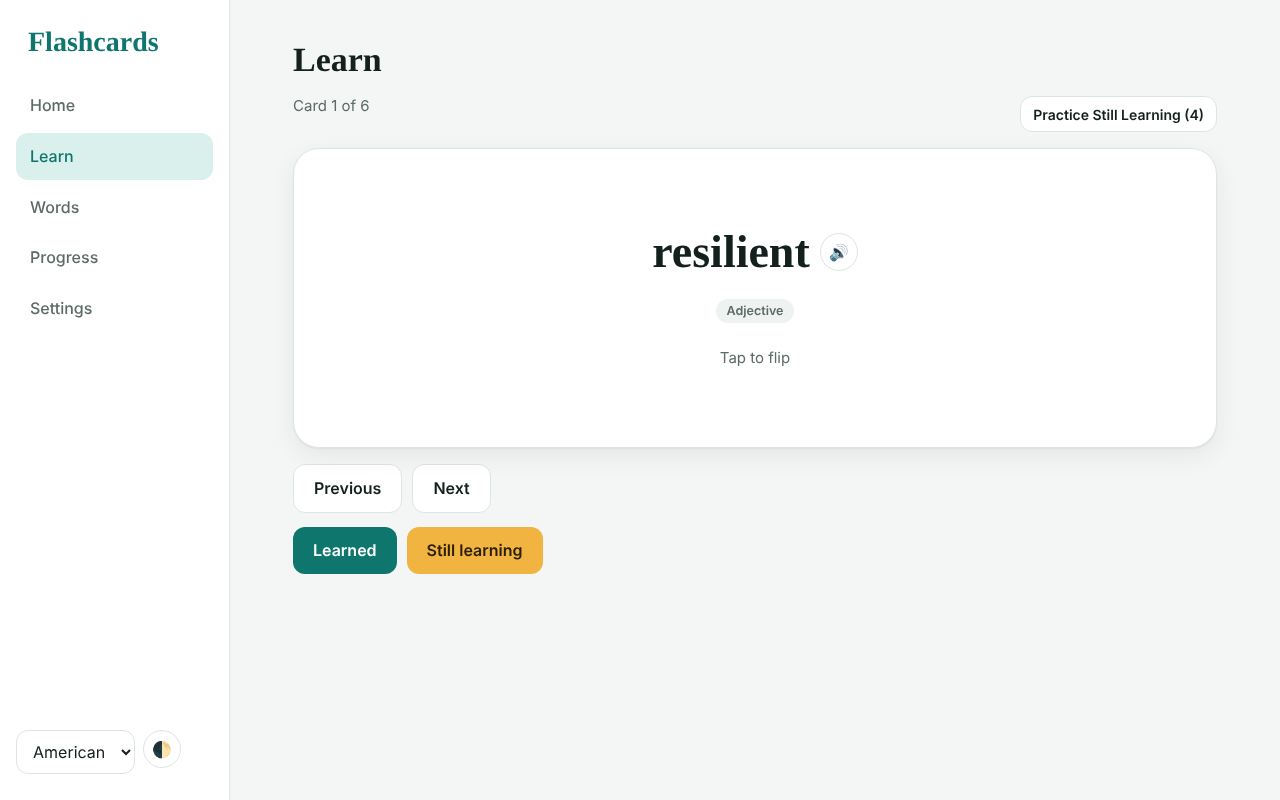 Flashcards
Home
Learn
Words
Progress
Settings
American
Learn
Card 1 of 6
Practice Still Learning (4)
resilient
Adjective
Tap to flip
Previous
Next
Learned
Still learning